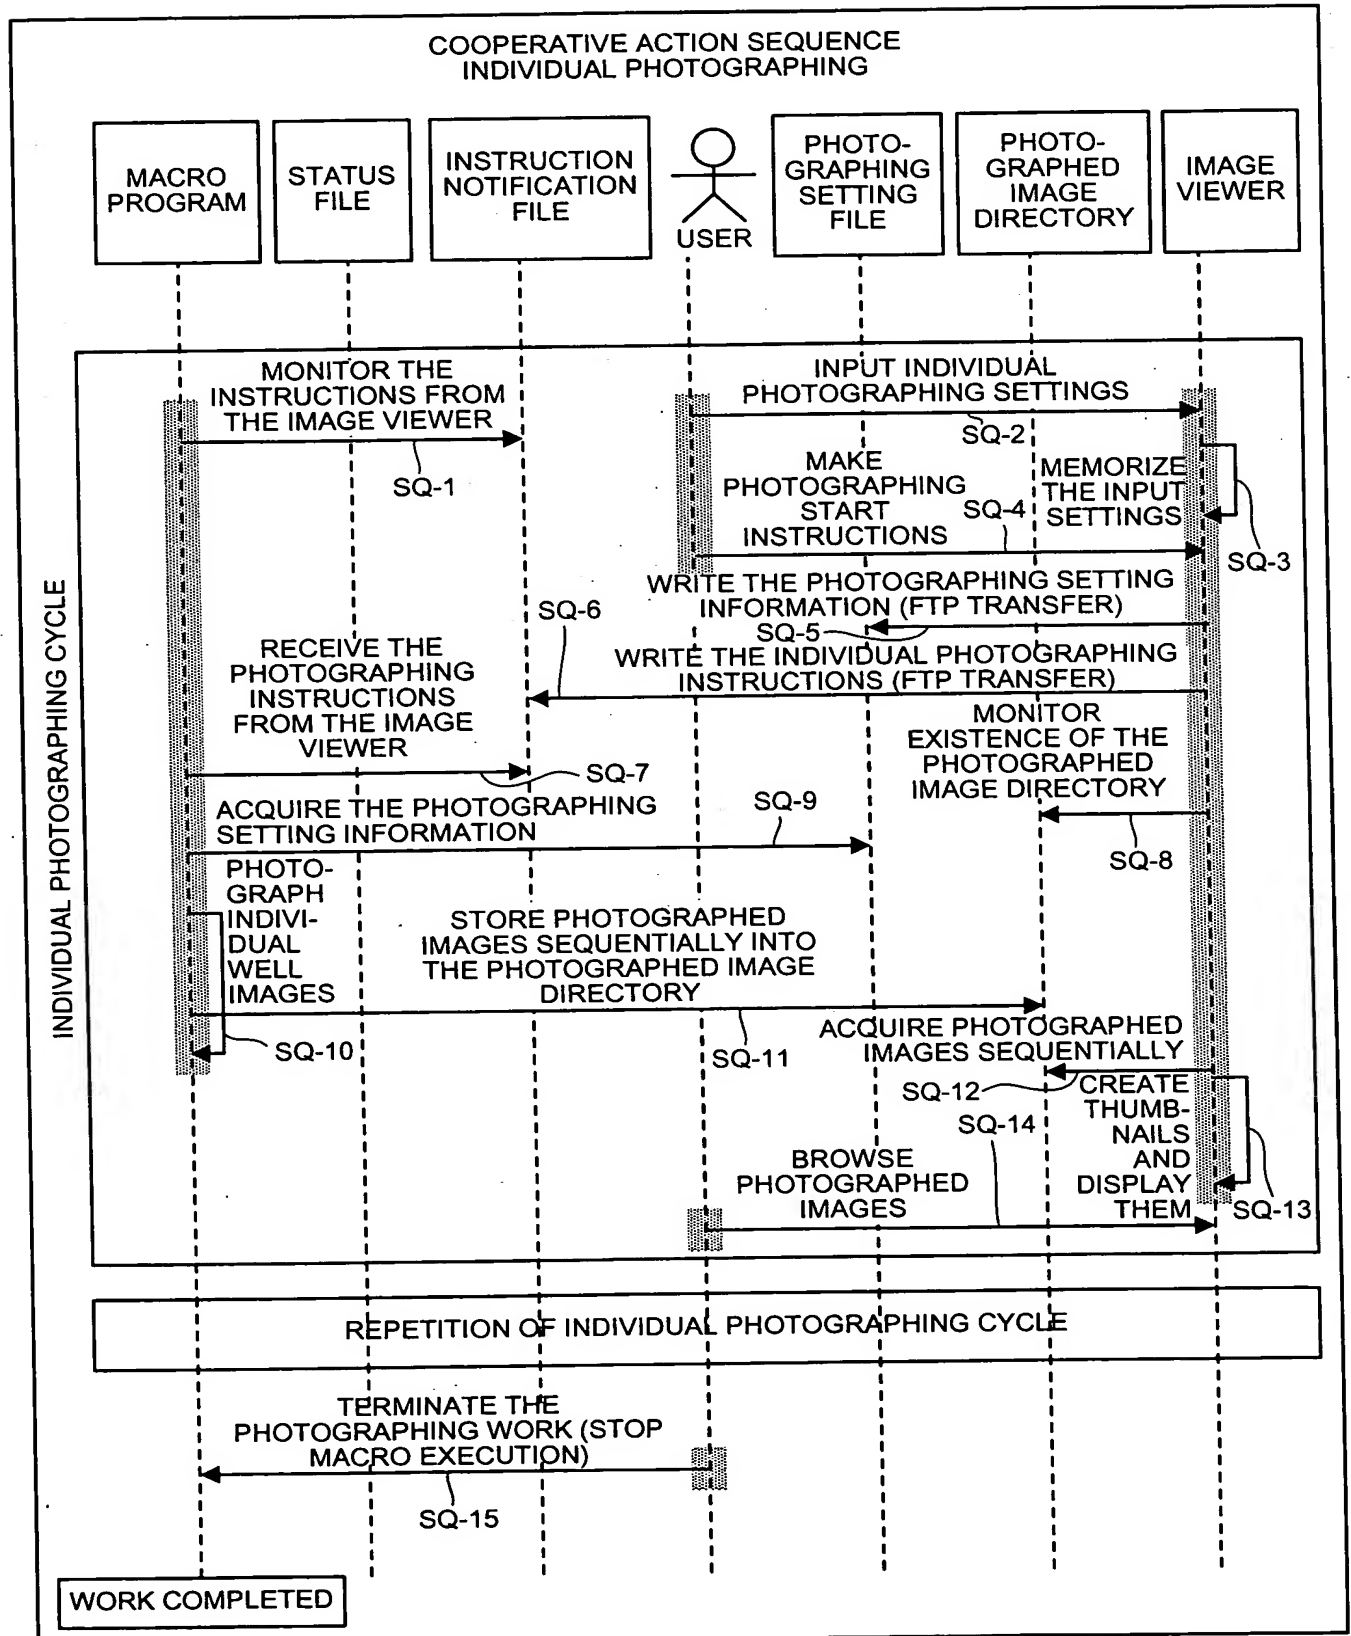 COOPERATIVE ACTION SEQUENCE
INDIVIDUAL PHOTOGRAPHING
MACRO
PROGRAM
STATUS
FILE
INSTRUCTION
NOTIFICATION
FILE
USER
PHOTO-
GRAPHING
SETTING
FILE
PHOTO-
GRAPHED
IMAGE
DIRECTORY
IMAGE
VIEWER
INDIVIDUAL PHOTOGRAPHING CYCLE
MONITOR THE
INSTRUCTIONS FROM
THE IMAGE VIEWER
SQ-1
INPUT INDIVIDUAL
PHOTOGRAPHING SETTINGS
SQ-2
MEMORIZE
THE INPUT
SETTINGS
SQ-3
MAKE
PHOTOGRAPHING
START
INSTRUCTIONS
SQ-4
WRITE THE PHOTOGRAPHING SETTING
INFORMATION (FTP TRANSFER)
SQ-5
SQ-6
WRITE THE INDIVIDUAL PHOTOGRAPHING
INSTRUCTIONS (FTP TRANSFER)
RECEIVE THE
PHOTOGRAPHING
INSTRUCTIONS
FROM THE IMAGE
VIEWER
SQ-7
MONITOR
EXISTENCE OF THE
PHOTOGRAPHED
IMAGE DIRECTORY
SQ-8
ACQUIRE THE PHOTOGRAPHING
SETTING INFORMATION
SQ-9
PHOTO-
GRAPH
INDIVI-
DUAL
WELL
IMAGES
SQ-10
STORE PHOTOGRAPHED
IMAGES SEQUENTIALLY INTO
THE PHOTOGRAPHED IMAGE
DIRECTORY
SQ-11
ACQUIRE PHOTOGRAPHED
IMAGES SEQUENTIALLY
SQ-12
CREATE
THUMB-
NAILS
AND
DISPLAY
THEM
SQ-13
SQ-14
BROWSE
PHOTOGRAPHED
IMAGES
REPETITION OF INDIVIDUAL PHOTOGRAPHING CYCLE
TERMINATE THE
PHOTOGRAPHING WORK (STOP
MACRO EXECUTION)
SQ-15
WORK COMPLETED